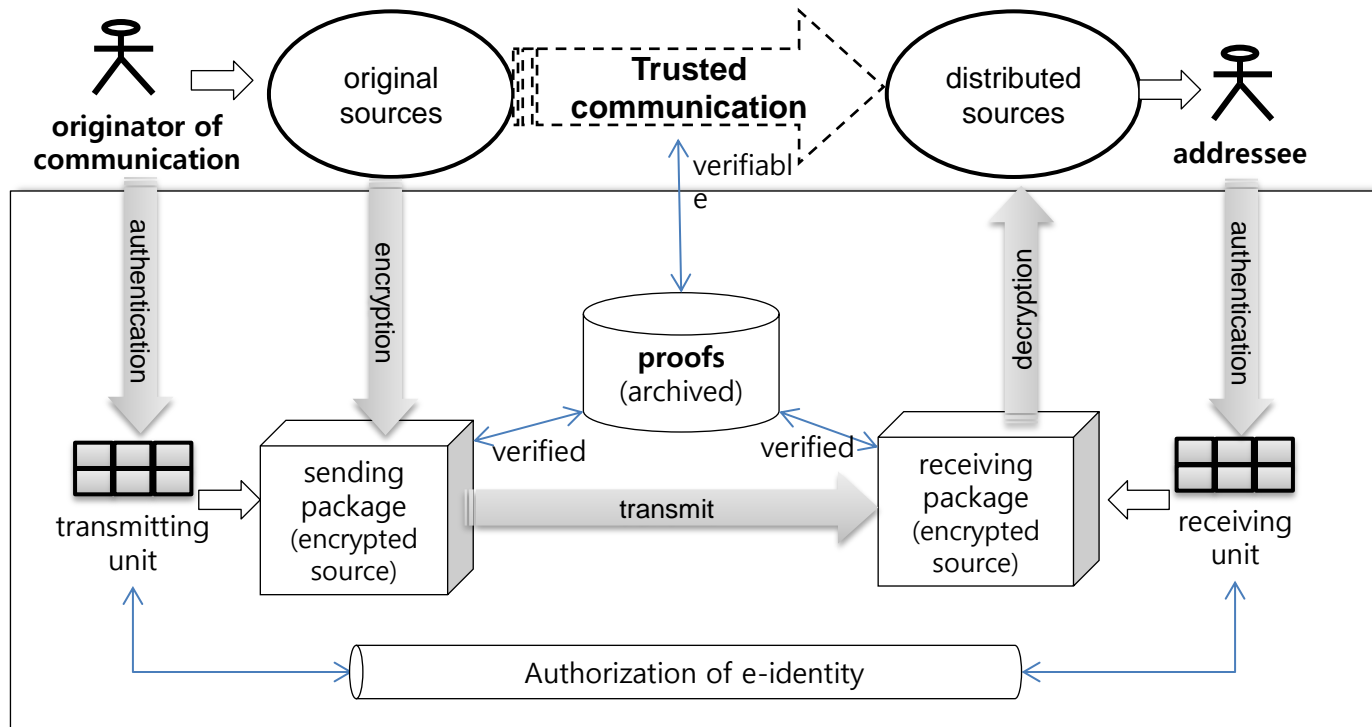 original
sources
Trusted
communication
distributed
sources
originator of
communication
addressee
verifiabl
e
authentication
encryption
decryption
authentication
proofs
(archived)
verified
verified
sending
package
(encrypted
source)
transmit
receiving
package
(encrypted
source)
transmitting
unit
receiving
unit
Authorization of e-identity